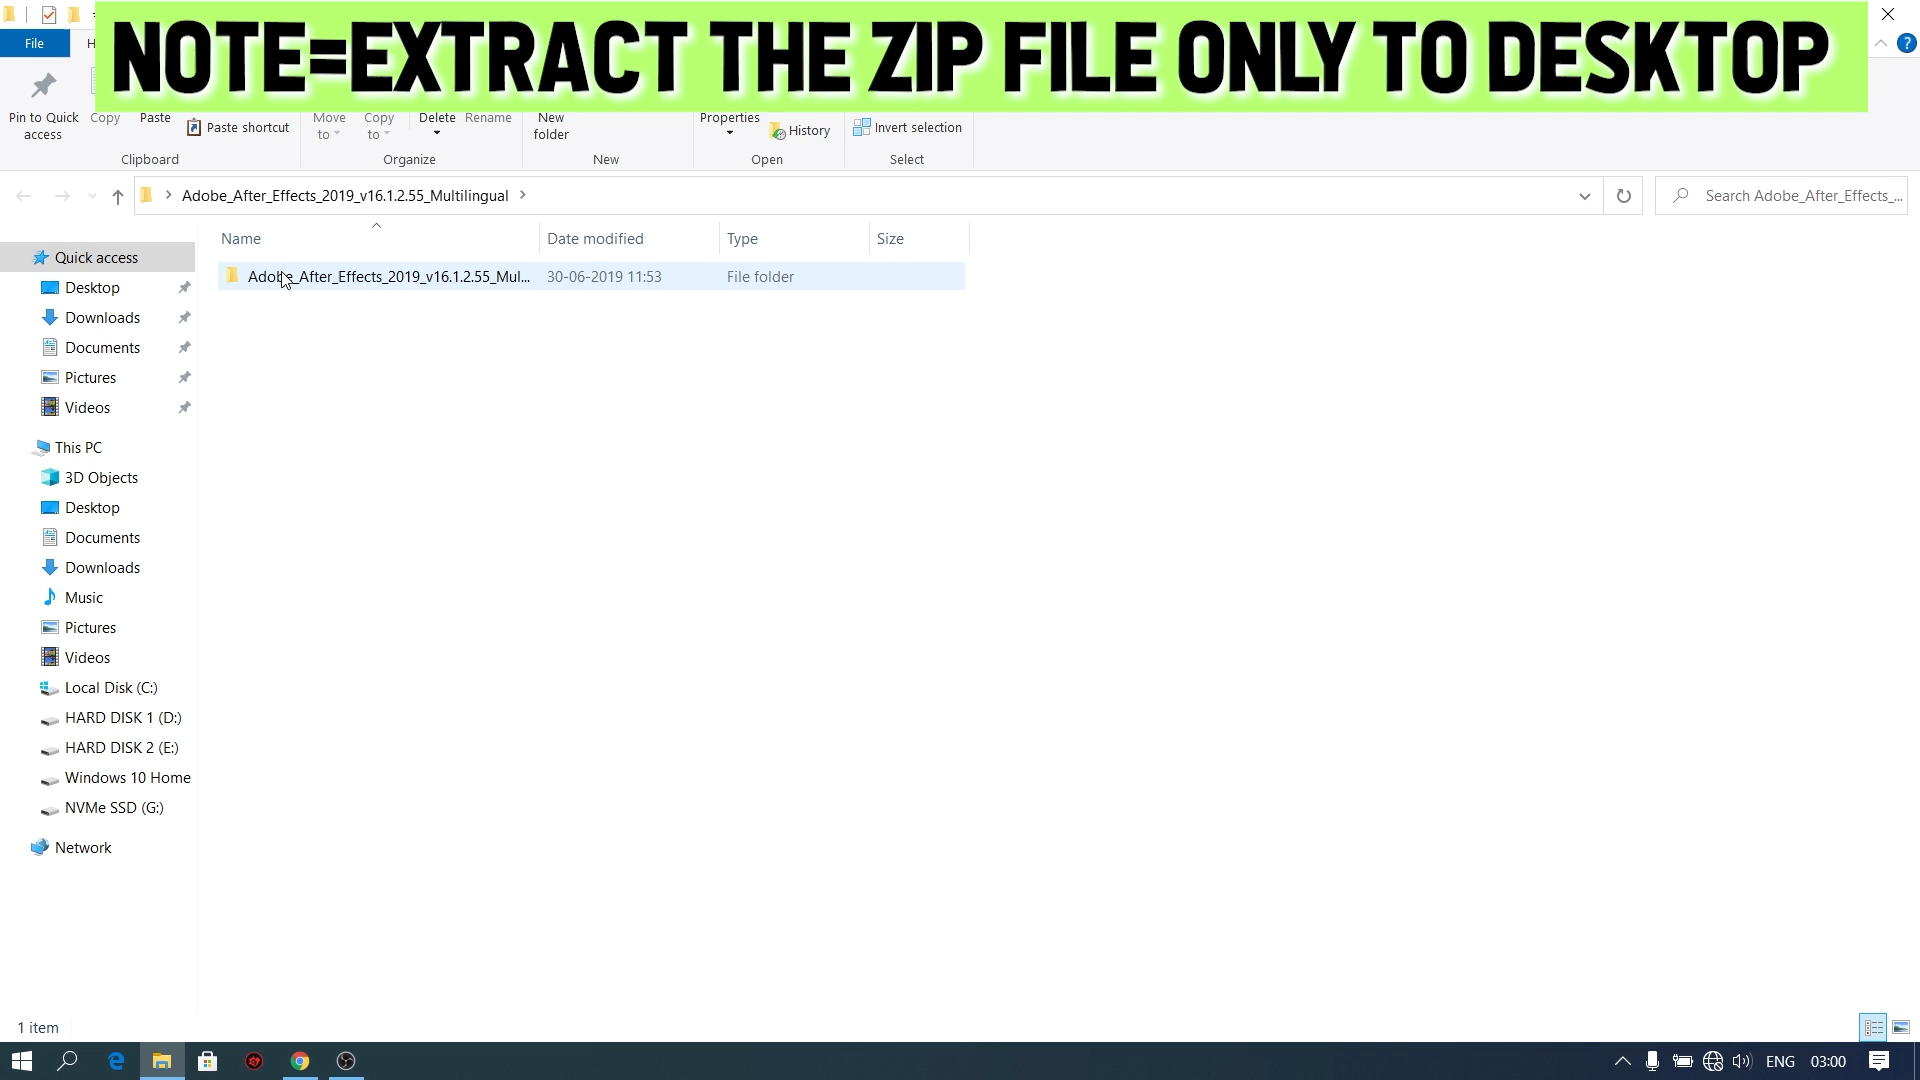 NOTE=EXTRACT THE ZIP FILE ONLY TO DESKTOP
File
H
Pin to Quick access
Copy
Paste
Paste shortcut
Move to
Copy to
Delete
Rename
New folder
Properties
History
Invert selection
Clipboard
Organize
New
Open
Select
Adobe_After_Effects_2019_v16.1.2.55_Multilingual
Search Adobe_After_Effects_...
Name
Date modified
Type
Size
Adobe_After_Effects_2019_v16.1.2.55_Mul...
30-06-2019 11:53
File folder
Quick access
Desktop
Downloads
Documents
Pictures
Videos
This PC
3D Objects
Desktop
Documents
Downloads
Music
Pictures
Videos
Local Disk (C:)
HARD DISK 1 (D:)
HARD DISK 2 (E:)
Windows 10 Home
NVMe SSD (G:)
Network
1 item
ENG
03:00